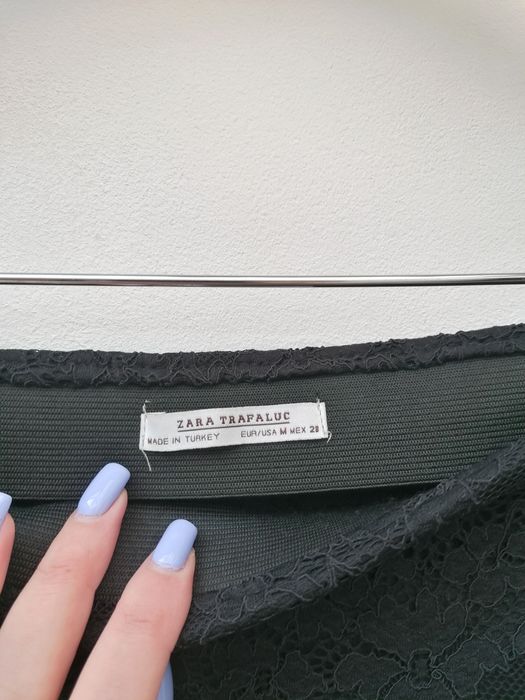 ZARA TRAFALUC
MADE IN TURKEY EUR/USA M MEX 28